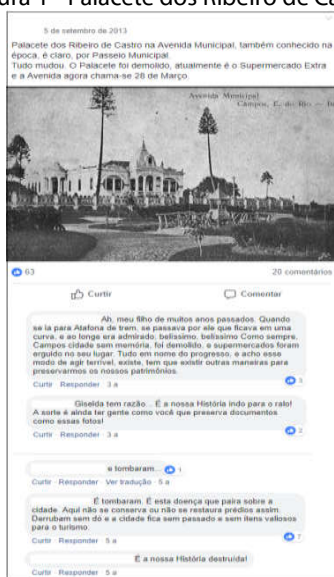 Figura 1 - Palacete dos Ribeiro de Ca
5 de setembro de 2013
Palacete dos Ribeiro de Castro na Avenida Municipal, também conhecido na
época, é claro, por Passeio Municipal.
Tudo mudou. O Palacete foi demolido, atualmente é o Supermercado Extra
e a Avenida agora chama-se 28 de Março.
Avenida Municipal.
Campos, E. do Rio —
63
20 comentários
Curtir
Comentar
Ah, meu filho de muitos anos passados. Quando
se ia para Atafona de trem, se passava por ele que ficava em uma
curva, e ao longe era admirado, belissimo, belissimo Como sempre,
Campos cidade sem memória, foi demolido, e supermercados foram
erguido no seu lugar. Tudo em nome do progresso, e acho esse
modo de agir terrivel, existe, tem que existir outras maneiras para
preservarmos os nossos patrimônios.
Curtir · Responder · 3 a
3
Giselda tem razão... É a nossa História indo para o ralo!
A sorte é ainda ter gente como você que preserva documentos
como essas fotos!
Curtir · Responder · 3 a
2
e tombaram...
1
Curtir · Responder · Ver tradução · 5 a
É tombaram. É esta doença que paira sobre a
cidade. Aqui não se conserva ou não se restaura prédios assim.
Derrubam sem dó e a cidade fica sem passado e sem itens valiosos
para o turismo.
7
Curtir · Responder · 5 a
É a nossa História destruída!
Curtir · Responder · 5 a